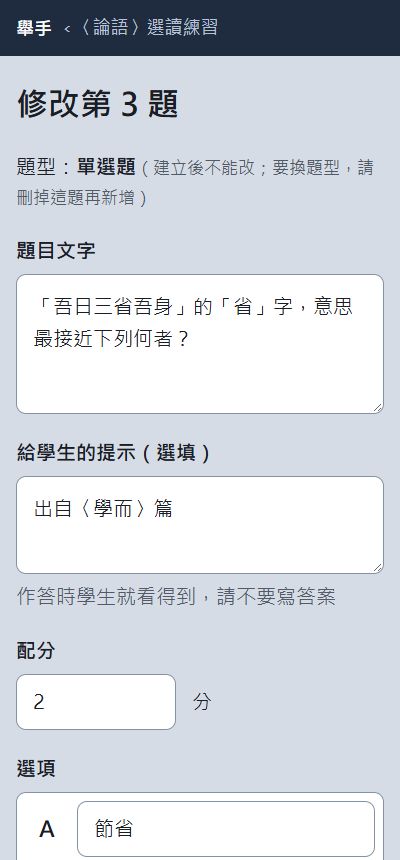 舉手 ‹ 〈論語〉選讀練習
修改第 3 題
題型：單選題（建立後不能改；要換題型，請
刪掉這題再新增）
題目文字
「吾日三省吾身」的「省」字，意思
最接近下列何者？
給學生的提示（選填）
出自〈學而〉篇
作答時學生就看得到，請不要寫答案
配分
2 分
選項
A 節省